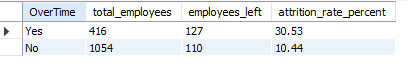 OverTime total_employees employees_left attrition_rate_percent
Yes 416 127 30.53
No 1054 110 10.44